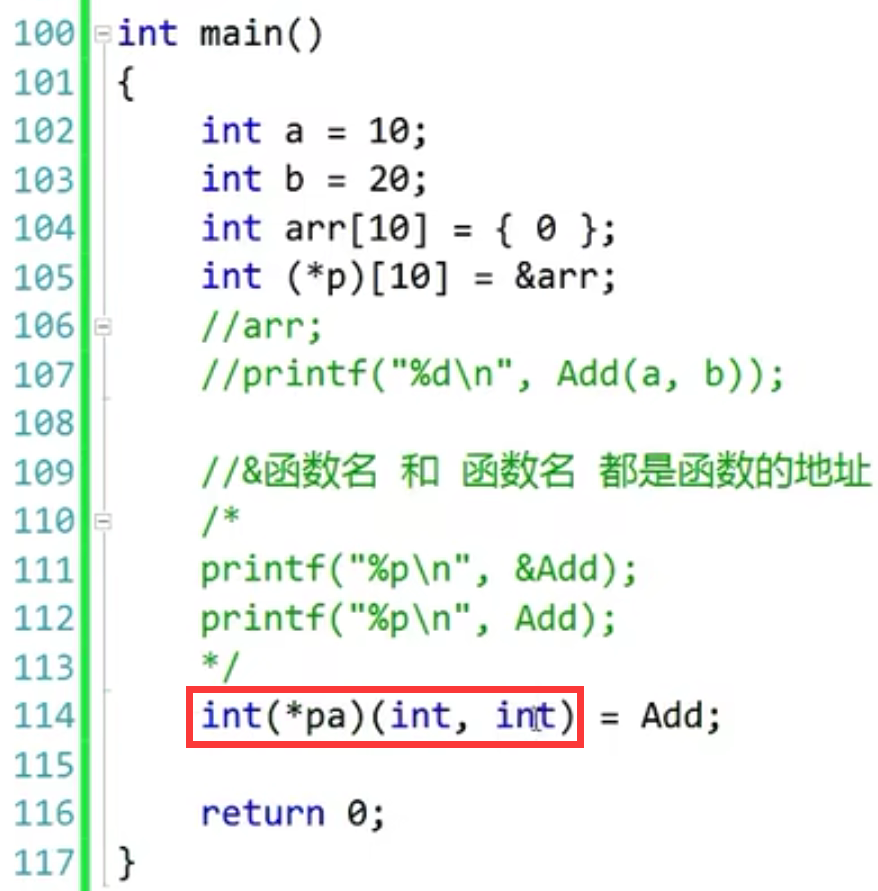 100 int main()
101 {
102 int a = 10;
103 int b = 20;
104 int arr[10] = { 0 };
105 int (*p)[10] = &arr;
106 //arr;
107 //printf("%d\n", Add(a, b));
108
109 //&函数名 和 函数名 都是函数的地址
110 /*
111 printf("%p\n", &Add);
112 printf("%p\n", Add);
113 */
114 int(*pa)(int, int) = Add;
115
116 return 0;
117 }